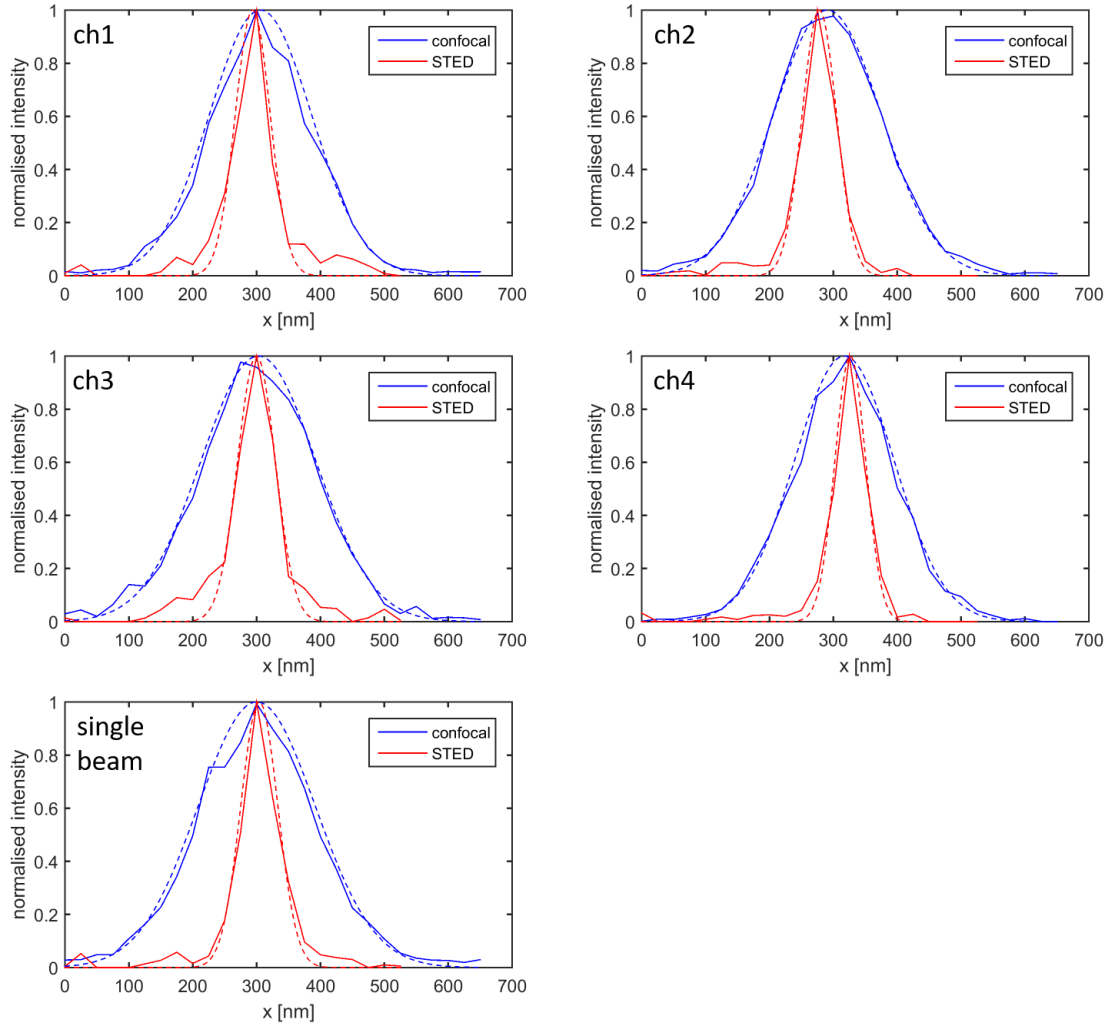 ch1
confocal
STED
normalised intensity
1
0.8
0.6
0.4
0.2
0
0 100 200 300 400 500 600 700
x [nm]
ch2
confocal
STED
normalised intensity
1
0.8
0.6
0.4
0.2
0
0 100 200 300 400 500 600 700
x [nm]
ch3
confocal
STED
normalised intensity
1
0.8
0.6
0.4
0.2
0
0 100 200 300 400 500 600 700
x [nm]
ch4
confocal
STED
normalised intensity
1
0.8
0.6
0.4
0.2
0
0 100 200 300 400 500 600 700
x [nm]
single
beam
confocal
STED
normalised intensity
1
0.8
0.6
0.4
0.2
0
0 100 200 300 400 500 600 700
x [nm]